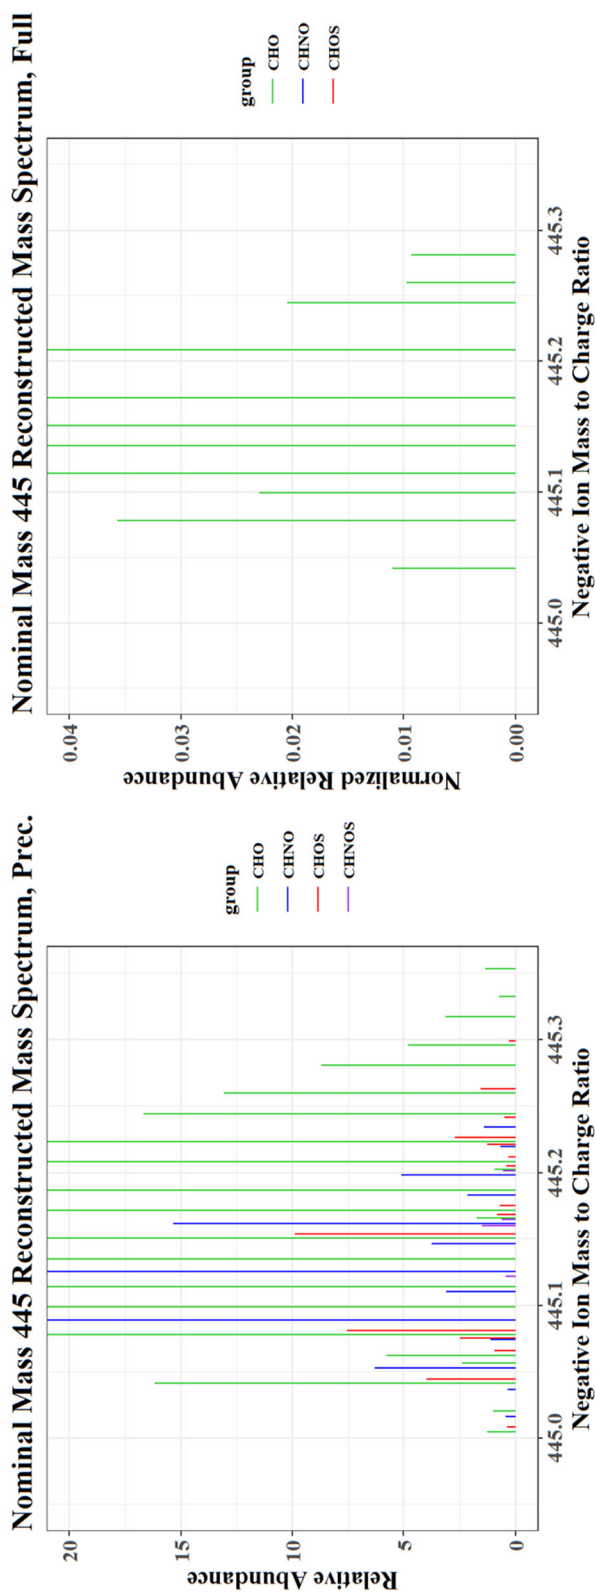 Nominal Mass 445 Reconstructed Mass Spectrum, Prec.
Relative Abundance
20
15
10
5
0
445.0
445.1
445.2
445.3
Negative Ion Mass to Charge Ratio
group
CHO
CHNO
CHOS
CHNOS
Nominal Mass 445 Reconstructed Mass Spectrum, Full
Normalized Relative Abundance
0.04
0.03
0.02
0.01
0.00
445.0
445.1
445.2
445.3
Negative Ion Mass to Charge Ratio
group
CHO
CHNO
CHOS